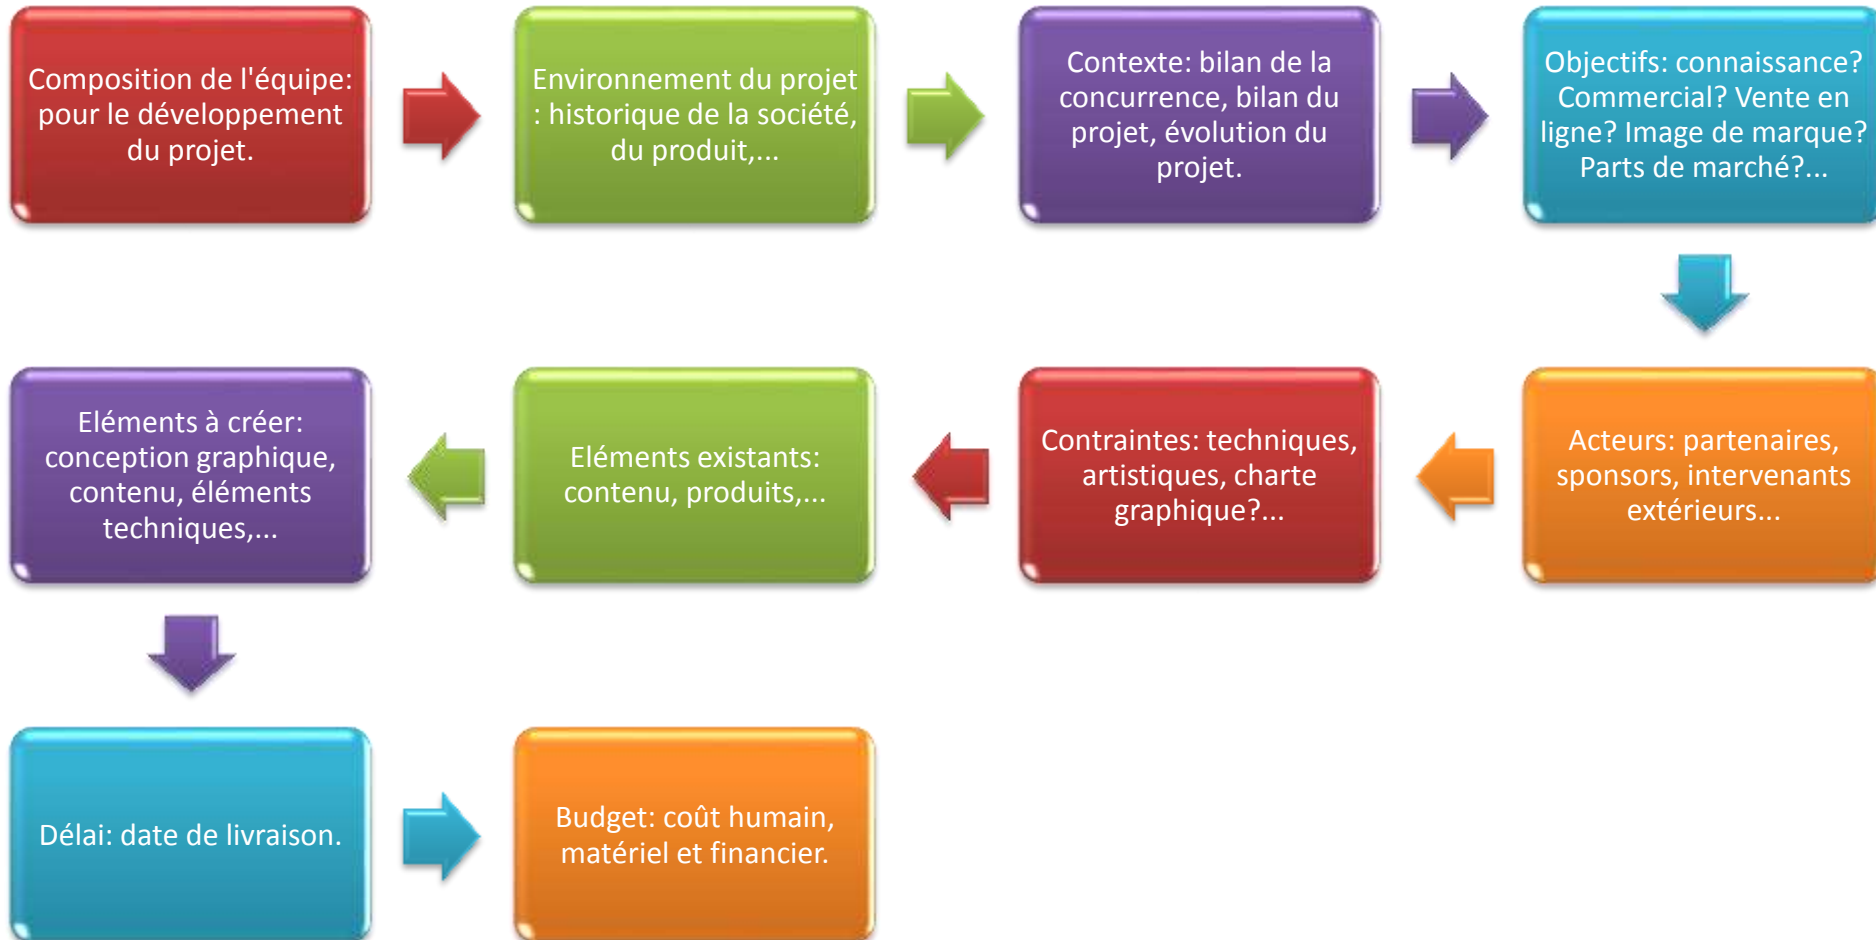 Composition de l'équipe:
pour le développement
du projet.
Environnement du projet
: historique de la société,
du produit,...
Contexte: bilan de la
concurrence, bilan du
projet, évolution du
projet.
Objectifs: connaissance?
Commercial? Vente en
ligne? Image de marque?
Parts de marché?...
Acteurs: partenaires,
sponsors, intervenants
extérieurs...
Contraintes: techniques,
artistiques, charte
graphique?...
Eléments existants:
contenu, produits,...
Eléments à créer:
conception graphique,
contenu, éléments
techniques,...
Délai: date de livraison.
Budget: coût humain,
matériel et financier.